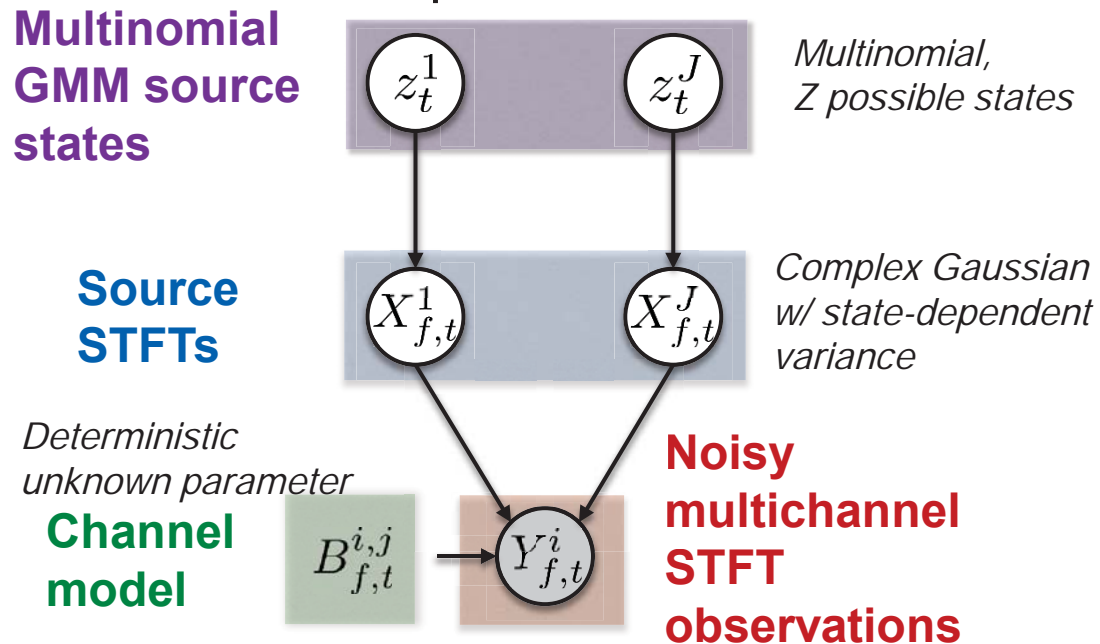 Multinomial
GMM source
states
z_t^1
z_t^J
Multinomial,
Z possible states
Source
STFTs
X_{f,t}^1
X_{f,t}^J
Complex Gaussian
w/ state-dependent
variance
Deterministic
unknown parameter
Channel
model
B_{f,t}^{i,j}
Y_{f,t}^i
Noisy
multichannel
STFT
observations